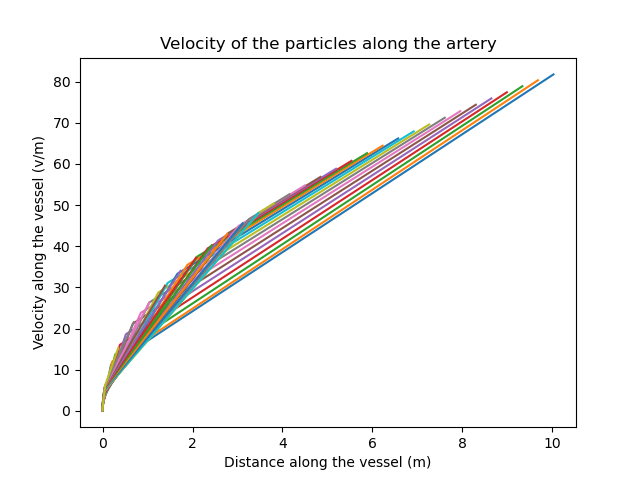 Velocity of the particles along the artery
Velocity along the vessel (v/m)
80
70
60
50
40
30
20
10
0
0 2 4 6 8 10
Distance along the vessel (m)